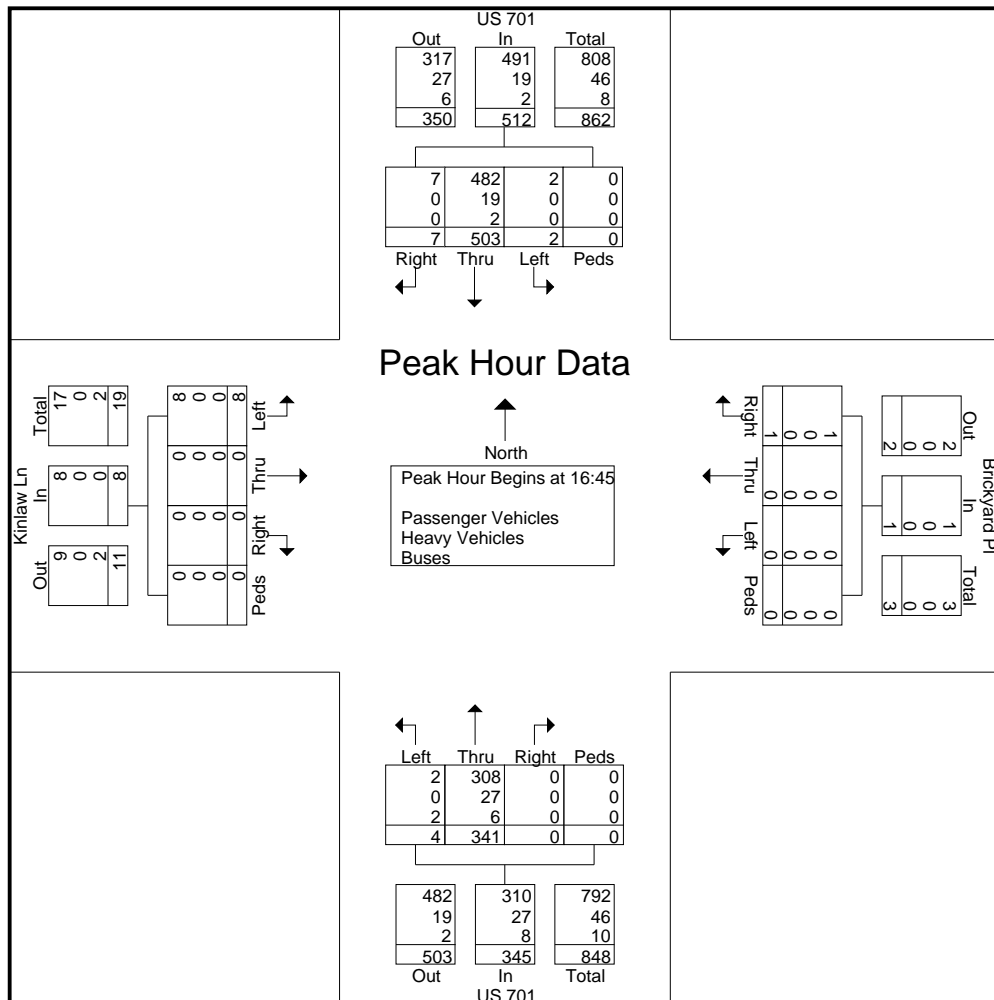 US 701
Out In Total
317 491 808
27 19 46
6 2 8
350 512 862
7 482 2 0
0 19 0 0
0 2 0 0
7 503 2 0
Right Thru Left Peds
Peak Hour Data
North
Peak Hour Begins at 16:45
Passenger Vehicles
Heavy Vehicles
Buses
Kinlaw Ln
Out In Total
9 8 17
0 0 0
2 0 2
11 8 19
8 0 0 0
0 0 0 0
0 0 0 0
8 0 0 0
Left Thru Right Peds
Brickyard Pl
Out In Total
2 1 3
0 0 0
0 0 0
2 1 3
Right Thru Left Peds
1 0 0 0
0 0 0 0
0 0 0 0
1 0 0 0
Left Thru Right Peds
2 308 0 0
0 27 0 0
2 6 0 0
4 341 0 0
482 310 792
19 27 46
2 8 10
503 345 848
Out In Total
US 701